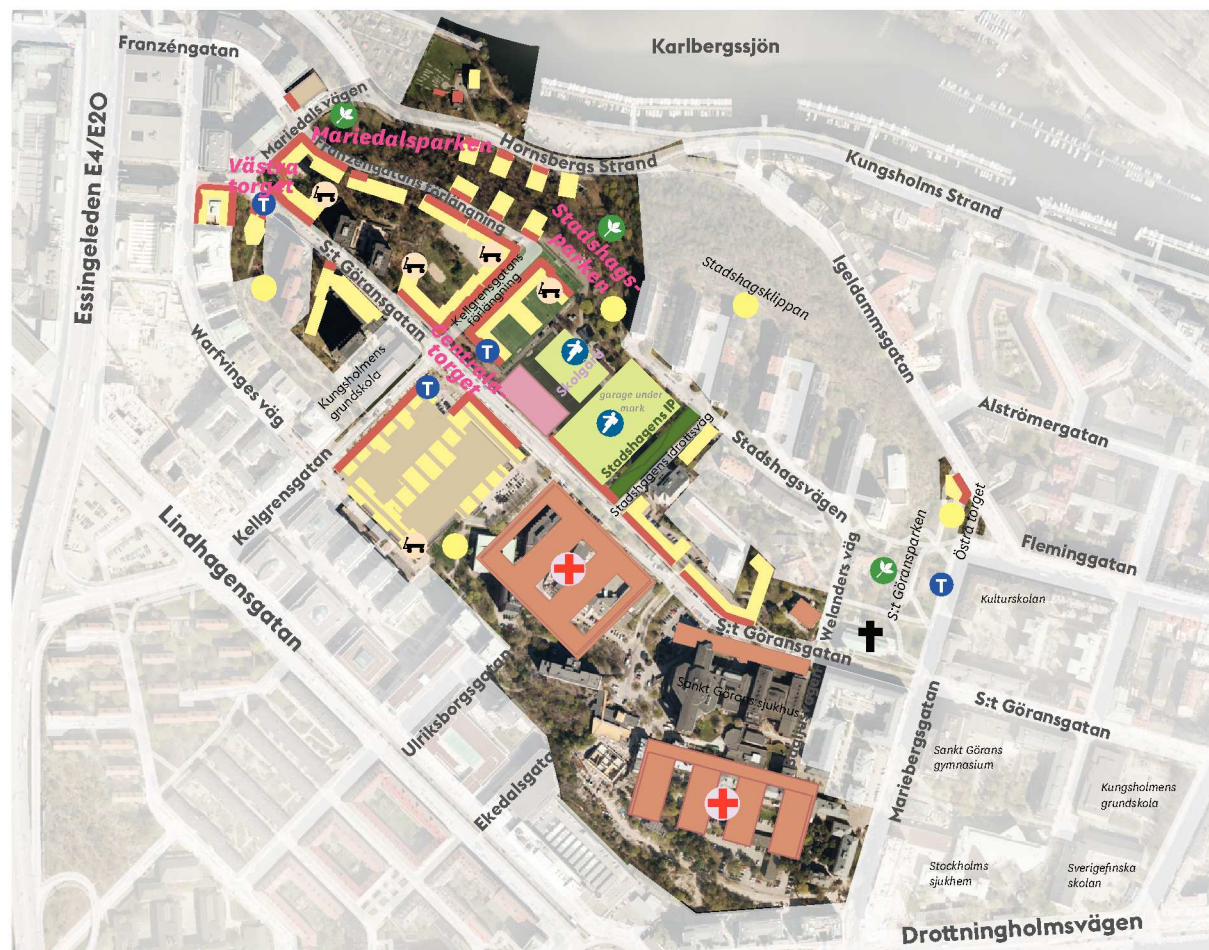 Karlbergssjön
Franzéngatan
Essingeleden E4/E20
Mariedals vägen
Mariedalsparken
Hornsbergs Strand
Kungsholms Strand
Västra
torget
T
Franzéngatans förlängning
Stadshags-
parken
Stadshagsklippan
Igeldammsgatan
S:t Göransgatan
Kellgrensgatans
förlängning
Warfvinges väg
Kungsholmens
grundskola
T
T
Centrala
torget
Skolgård
garage under
mark
Stadshagens IP
Stadshagens idrottsväg
Stadshagsvägen
Alströmergatan
Kellgrensgatan
Lindhagensgatan
Östra torget
S:t Göransparken
Fleminggatan
T
Kulturskolan
Welanders väg
S:t Göransgatan
Sankt Görans sjukhus
Ulriksborgsgatan
Ekedalsgatan
Mariebergsgatan
S:t Göransgatan
Sankt Görans
gymnasium
Kungsholmens
grundskola
Stockholms
sjukhem
Sverigefinska
skolan
Drottningholmsvägen